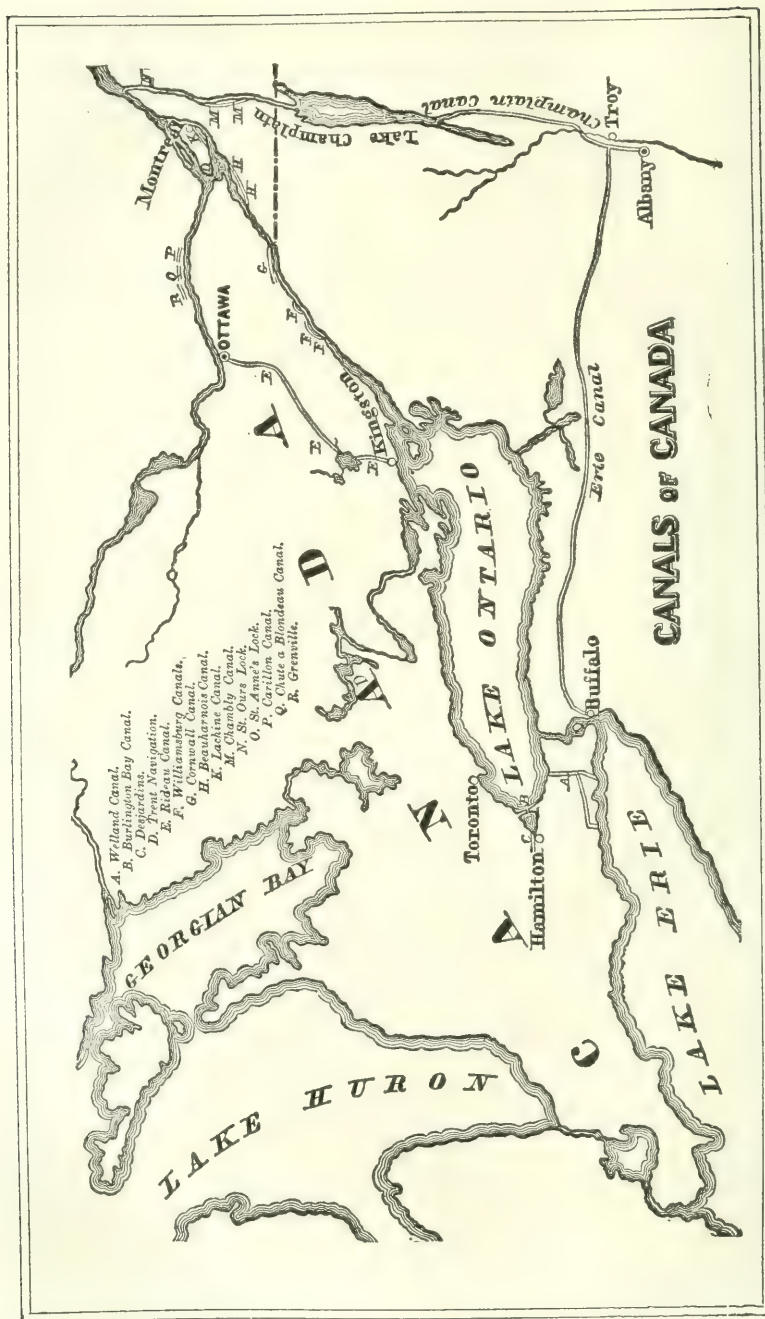 CANALS OF CANADA
A. Welland Canal.
B. Burlington Bay Canal.
C. Desjardins.
D. Trent Navigation.
E. Rideau Canal.
F. Williamsburg Canals.
G. Cornwall Canal.
H. Beauharnois Canal.
K. Lachine Canal.
M. Chambly Canal.
N. St. Ours Lock.
O. St. Anne's Lock.
P. Carillon Canal.
Q. Chute a Blondeau Canal.
R. Grenville.
CANADA
LAKE HURON
GEORGIAN BAY
LAKE ERIE
LAKE ONTARIO
Hamilton
Toronto
Buffalo
Kingston
OTTAWA
Montreal
Erie Canal
Albany
Troy
Champlain Canal
Lake Champlain
A
B
C
D
E
E
E
F
F
G
H
H
K
O
M
M
N
R Q P